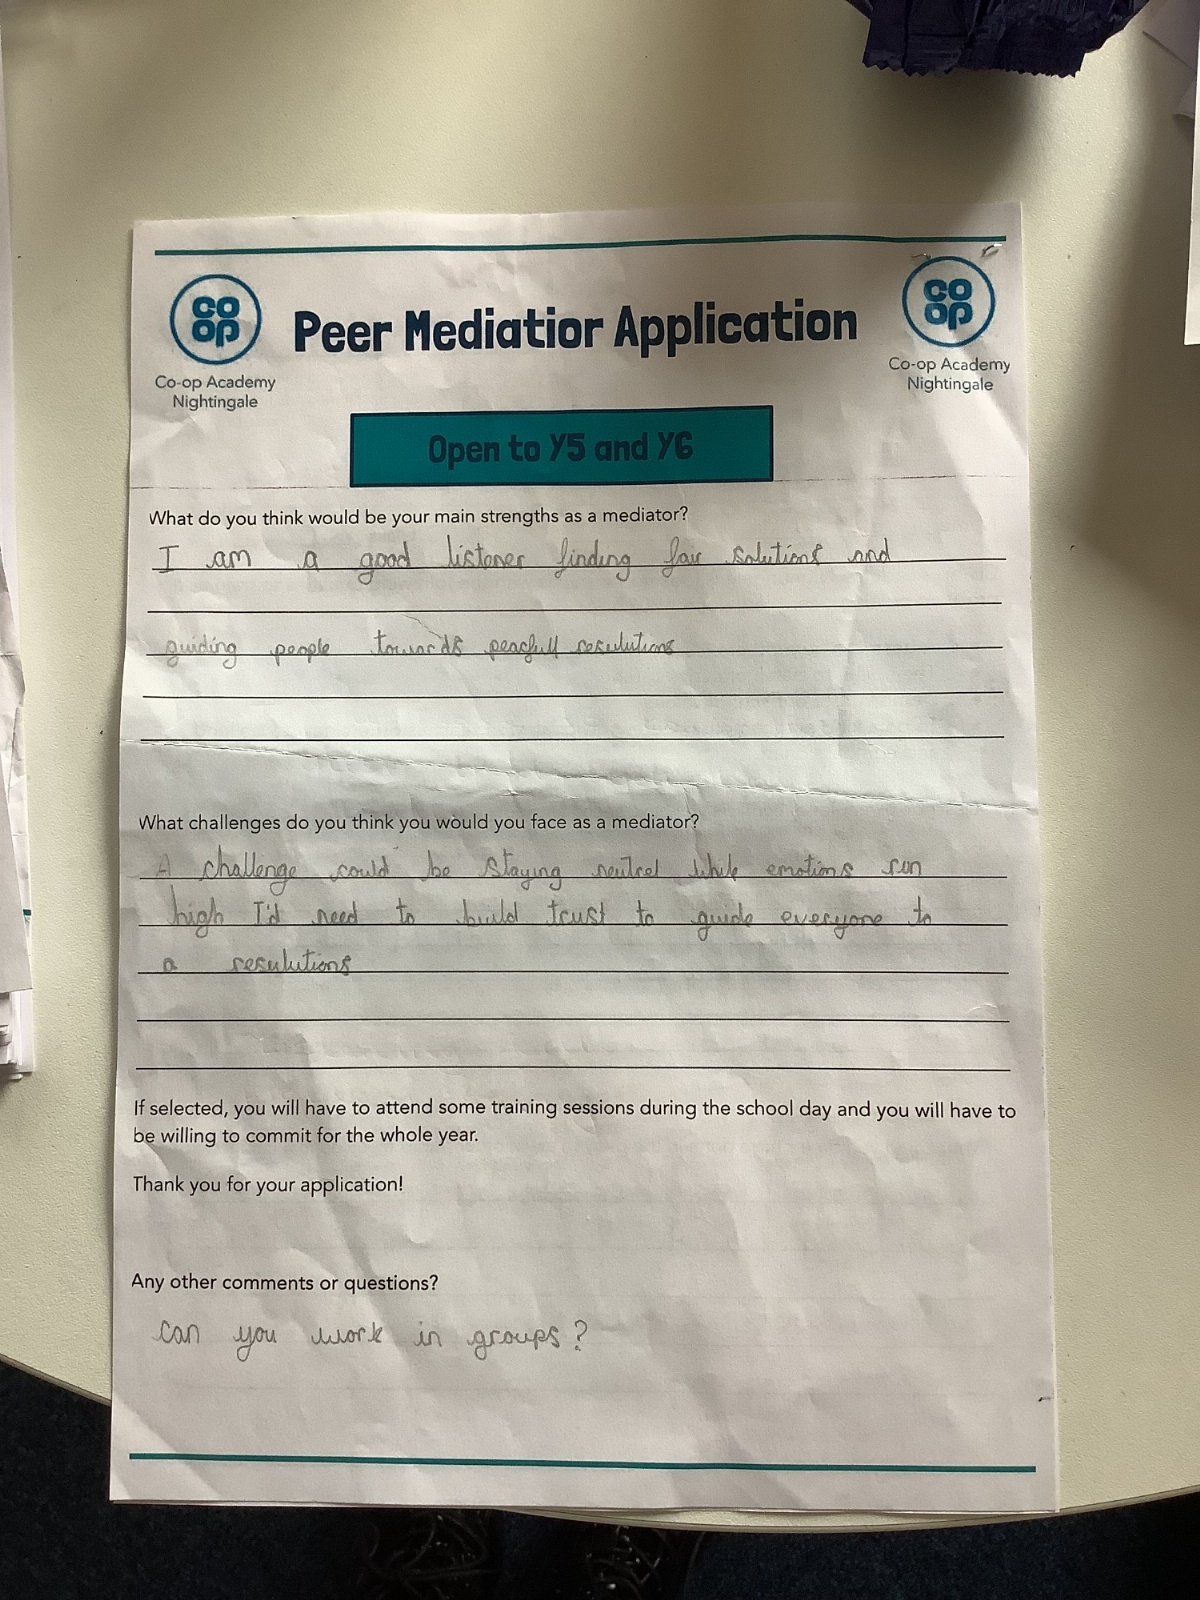 CO
OP
Co-op Academy
Nightingale
Peer Mediatior Application
CO
OP
Co-op Academy
Nightingale
Open to Y5 and Y6
What do you think would be your main strengths as a mediator?
I am a good listener finding fair solutions and
guiding people towards peacfull resulutions
What challenges do you think you would you face as a mediator?
A challenge could be staying neutrel while emotions run
high I'd need to build trust to guide everyone to
a resulutions
If selected, you will have to attend some training sessions during the school day and you will have to
be willing to commit for the whole year.
Thank you for your application!
Any other comments or questions?
Can you work in groups?